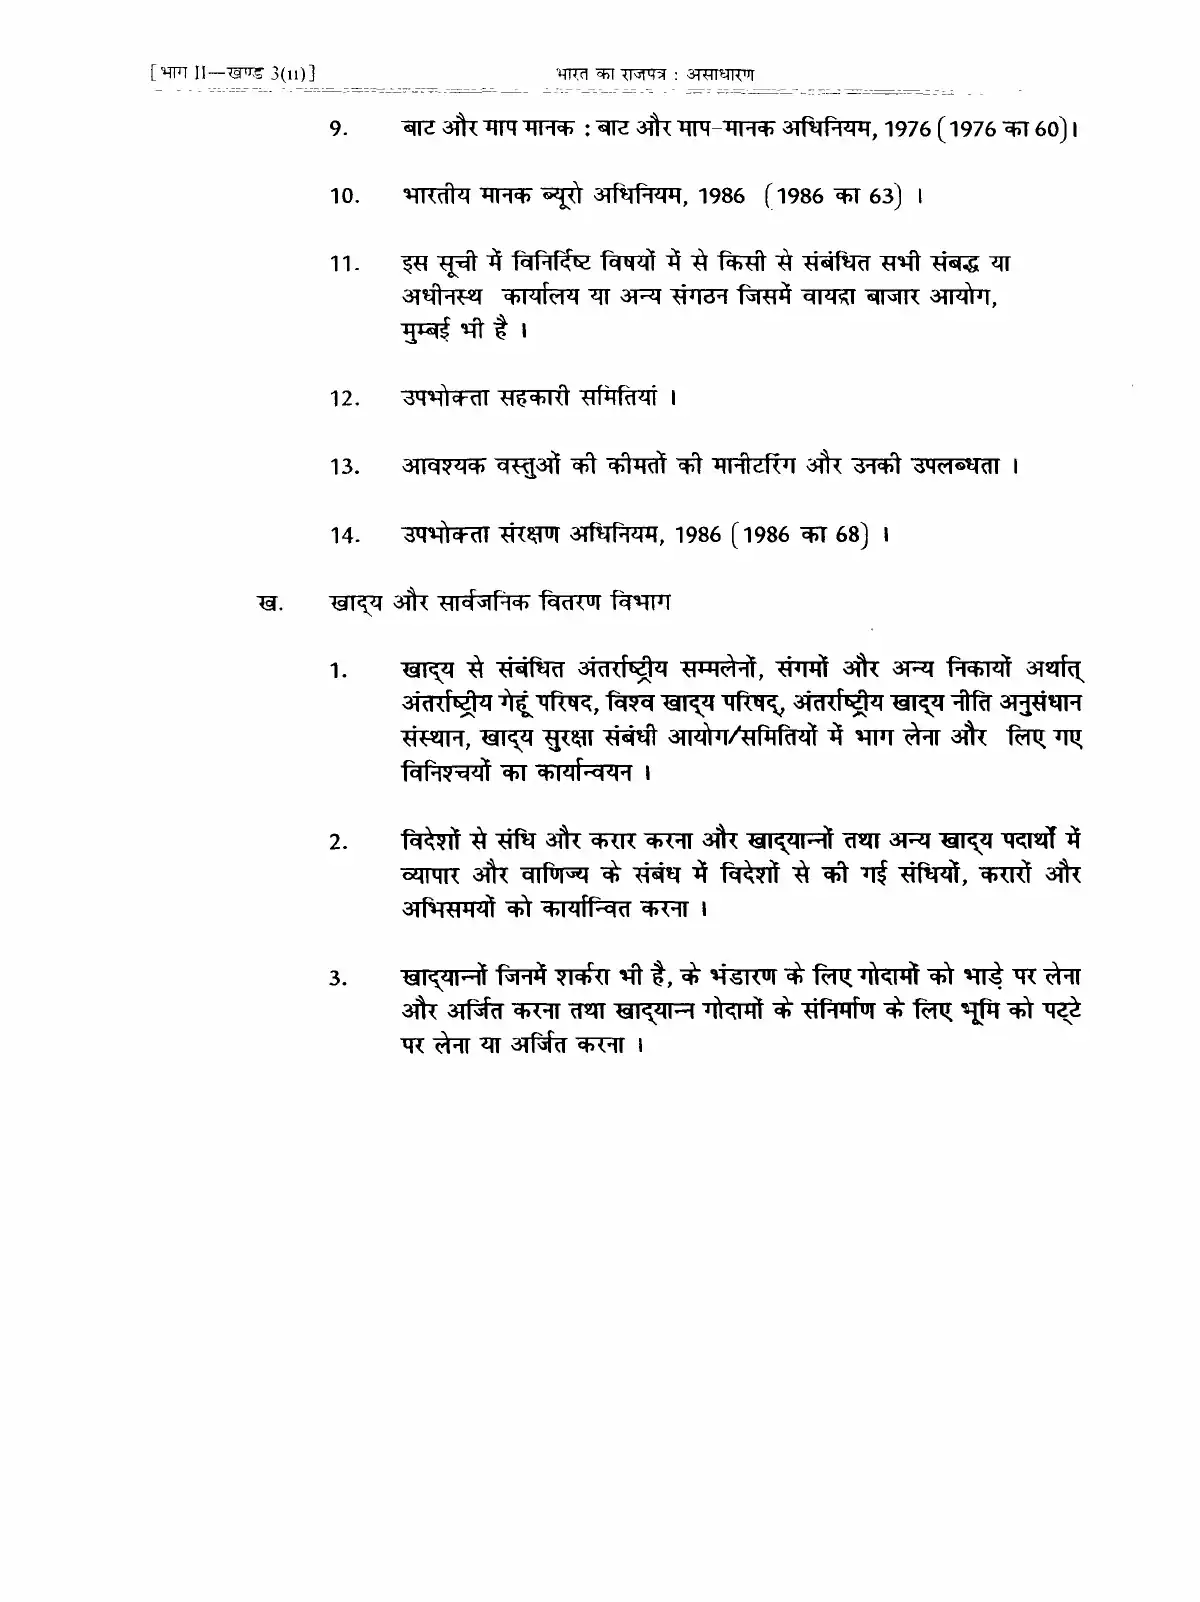 [ भाग II—खण्ड 3(ii) ] भारत का राजपत्र : असाधारण
9. बाट और माप मानक : बाट और माप-मानक अधिनियम, 1976 (1976 का 60)।
10. भारतीय मानक ब्यूरो अधिनियम, 1986 (1986 का 63) ।
11. इस सूची में विनिर्दिष्ट विषयों में से किसी से संबंधित सभी संबद्ध या
अधीनस्थ कार्यालय या अन्य संगठन जिसमें वायदा बाजार आयोग,
मुम्बई भी है ।
12. उपभोक्ता सहकारी समितियां ।
13. आवश्यक वस्तुओं की कीमतों की मानीटरिंग और उनकी उपलब्धता ।
14. उपभोक्ता संरक्षण अधिनियम, 1986 (1986 का 68) ।
ख. खाद्य और सार्वजनिक वितरण विभाग
1. खाद्य से संबंधित अंतर्राष्ट्रीय सम्मलेनों, संगमों और अन्य निकायों अर्थात्
अंतर्राष्ट्रीय गेहूं परिषद, विश्व खाद्य परिषद्, अंतर्राष्ट्रीय खाद्य नीति अनुसंधान
संस्थान, खाद्य सुरक्षा संबंधी आयोग/समितियों में भाग लेना और लिए गए
विनिश्चयों का कार्यान्वयन ।
2. विदेशों से संधि और करार करना और खाद्यान्नों तथा अन्य खाद्य पदार्थों में
व्यापार और वाणिज्य के संबंध में विदेशों से की गई संधियों, करारों और
अभिसमयों को कार्यान्वित करना ।
3. खाद्यान्नों जिनमें शर्करा भी है, के भंडारण के लिए गोदामों को भाड़े पर लेना
और अर्जित करना तथा खाद्यान्न गोदामों के संनिर्माण के लिए भूमि को पट्टे
पर लेना या अर्जित करना ।